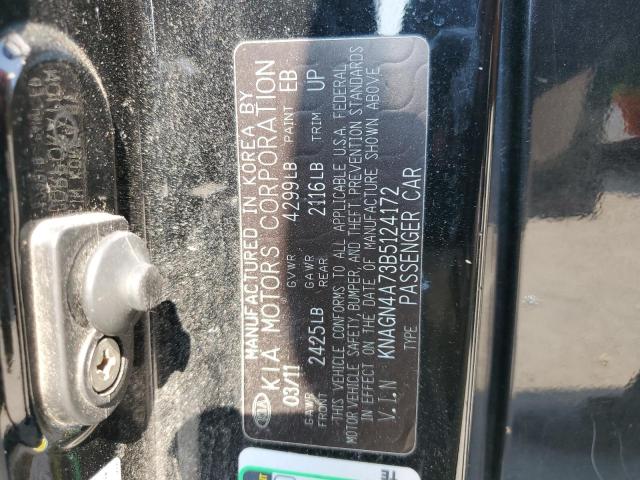 MANUFACTURED IN KOREA BY
KIA MOTORS CORPORATION
KIA
03/11 GVWR 4299LB PAINT EB
GAWR FRONT 2425LB GAWR REAR 2116LB TRIM UP
THIS VEHICLE CONFORMS TO ALL APPLICABLE U.S.A. FEDERAL
MOTOR VEHICLE SAFETY, BUMPER, AND THEFT PREVENTION STANDARDS
IN EFFECT ON THE DATE OF MANUFACTURE SHOWN ABOVE
V.I.N KNAGN4A73B5124172
TYPE PASSENGER CAR
TE